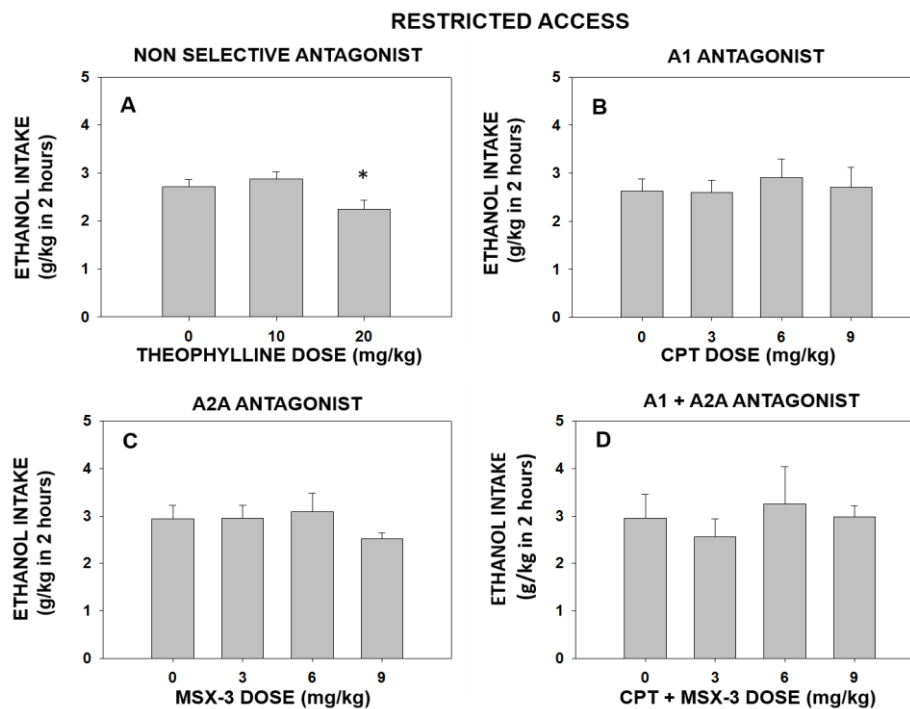 RESTRICTED ACCESS
NON SELECTIVE ANTAGONIST
A
ETHANOL INTAKE
(g/kg in 2 hours)
5
4
3
2
1
0
*
0 10 20
THEOPHYLLINE DOSE (mg/kg)
A1 ANTAGONIST
B
ETHANOL INTAKE
(g/kg in 2 hours)
5
4
3
2
1
0
0 3 6 9
CPT DOSE (mg/kg)
A2A ANTAGONIST
C
ETHANOL INTAKE
(g/kg in 2 hours)
5
4
3
2
1
0
0 3 6 9
MSX-3 DOSE (mg/kg)
A1 + A2A ANTAGONIST
D
ETHANOL INTAKE
(g/kg in 2 hours)
5
4
3
2
1
0
0 3 6 9
CPT + MSX-3 DOSE (mg/kg)